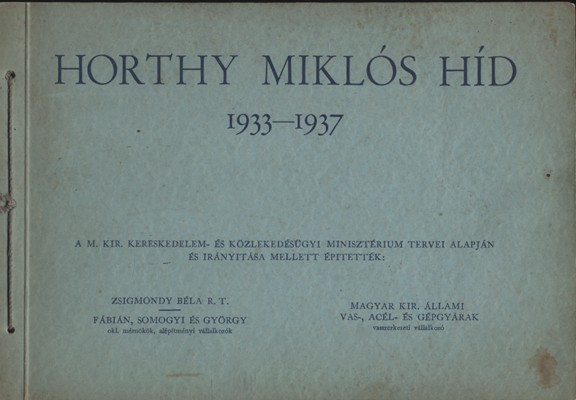 HORTHY MIKLÓS HÍD
1933—1937
A M. KIR. KERESKEDELEM- ÉS KÖZLEKEDÉSÜGYI MINISZTÉRIUM TERVEI ALAPJÁN
ÉS IRÁNYITÁSA MELLETT ÉPITETTÉK:
ZSIGMONDY BÉLA R. T.
FÁBIÁN, SOMOGYI ÉS GYÖRGY
okl. mérnökök, alépítményi vállalkozók
MAGYAR KIR. ÁLLAMI
VAS-, ACÉL- ÉS GÉPGYÁRAK
vasszerkezeti vállalkozó